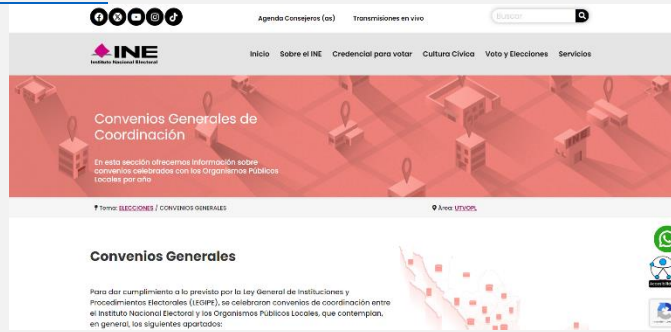 Agenda Consejeros (as) Transmisiones en vivo Buscar
INE
Instituto Nacional Electoral
Inicio Sobre el INE Credencial para votar Cultura Cívica Voto y Elecciones Servicios
Convenios Generales de
Coordinación
En esta sección ofrecemos información sobre
convenios celebrados con los Organismos Públicos
Locales por año
Tema: ELECCIONES / CONVENIOS GENERALES Área: UTVOPL
Convenios Generales
Para dar cumplimiento a lo previsto por la Ley General de Instituciones y
Procedimientos Electorales (LEGIPE), se celebraron convenios de coordinación entre
el Instituto Nacional Electoral y los Organismos Públicos Locales, que contemplan,
en general, los siguientes apartados: